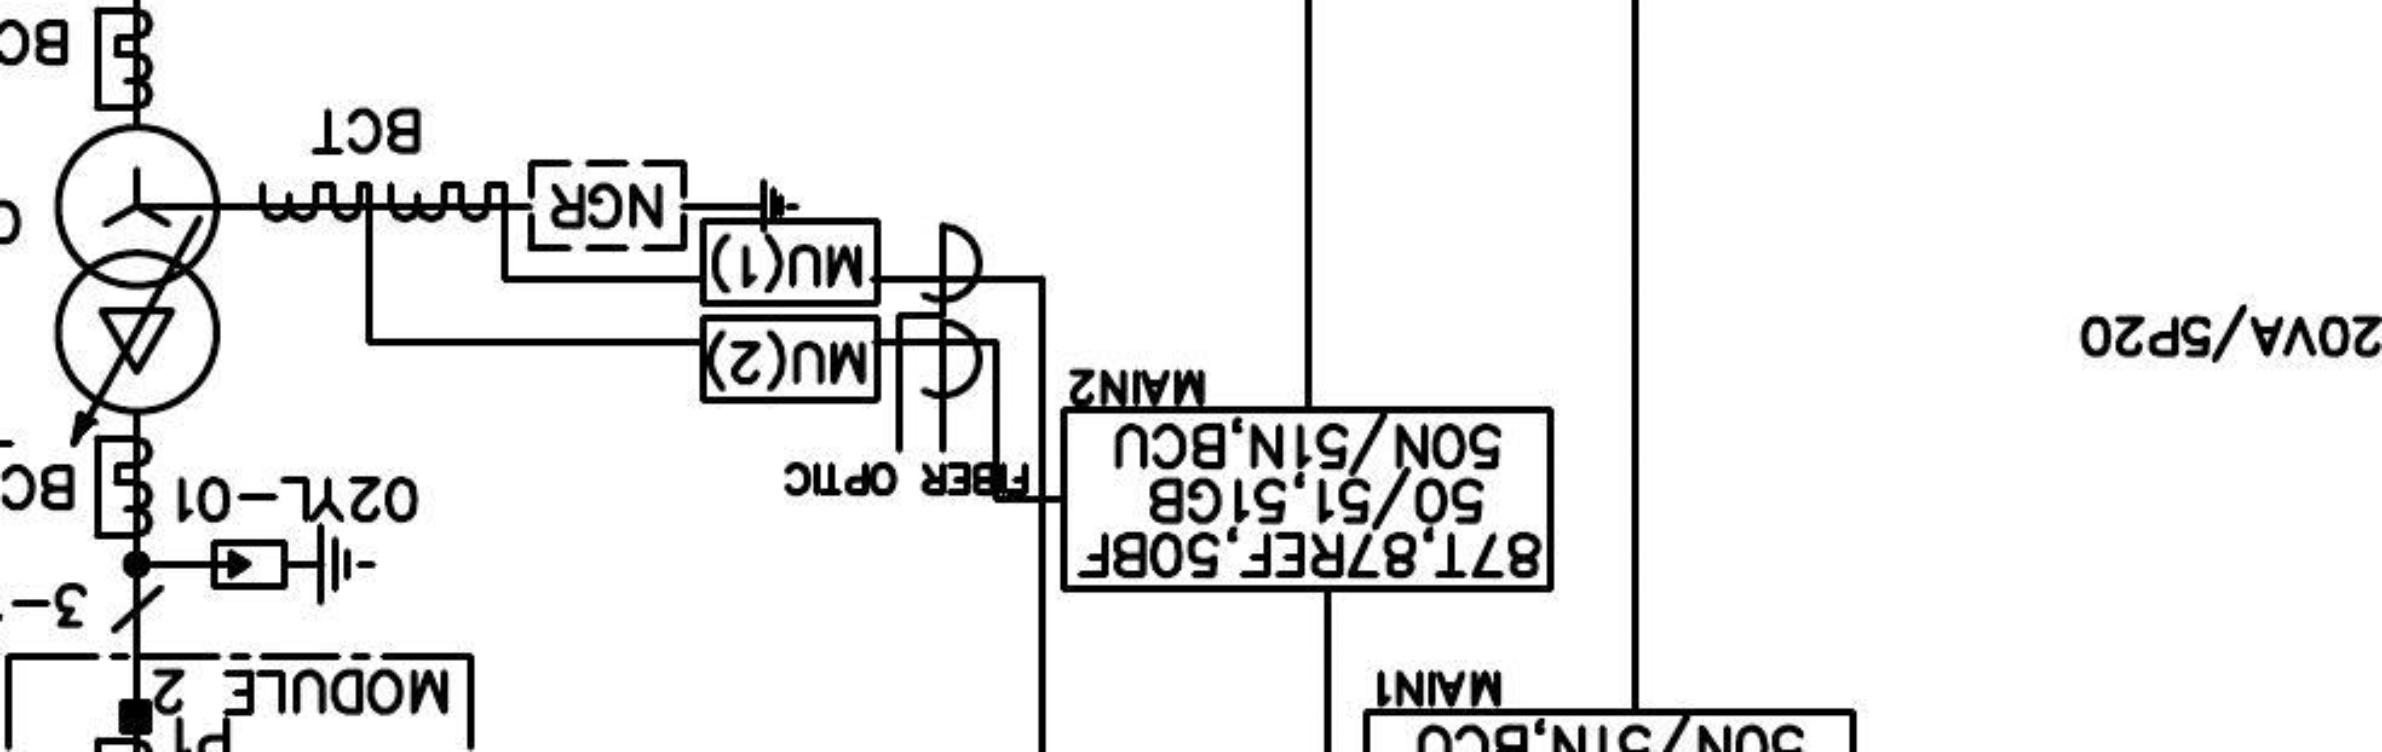 50N/51N,BCU
MAIN1
P1
MODULE 2
3-
87T,87REF,50BF
50/51,51GB
50N/51N,BCU
MAIN2
FIBER OPTIC
02YL-01
BC
20VA/5P20
MU(2)
MU(1)
NGR
BCT
BC